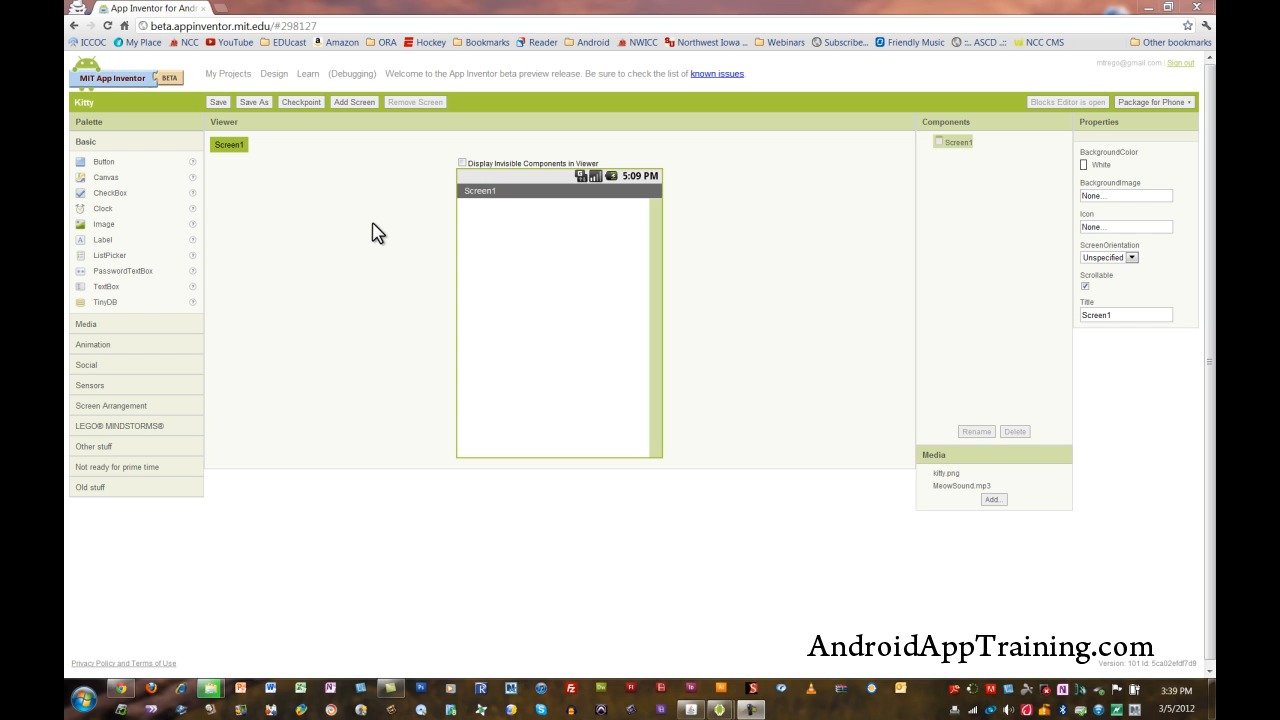 App Inventor for Andr
beta.appinventor.mit.edu/#298127
ICCOC My Place NCC YouTube EDUcast Amazon ORA Hockey Bookmarks Reader Android NWICC Northwest Iowa ... Webinars Subscribe... Friendly Music ::. ASCD .:: NCC CMS Other bookmarks
mtrego@gmail.com | Sign out
MIT App Inventor BETA My Projects Design Learn (Debugging) Welcome to the App Inventor beta preview release. Be sure to check the list of known issues.
Kitty Save Save As Checkpoint Add Screen Remove Screen Blocks Editor is open Package for Phone
Palette
Basic
Button ?
Canvas ?
CheckBox ?
Clock ?
Image ?
Label ?
ListPicker ?
PasswordTextBox ?
TextBox ?
TinyDB ?
Media
Animation
Social
Sensors
Screen Arrangement
LEGO® MINDSTORMS®
Other stuff
Not ready for prime time
Old stuff
Viewer
Screen1
Display Invisible Components in Viewer
5:09 PM
Screen1
Components
Screen1
Rename Delete
Media
kitty.png
MeowSound.mp3
Add...
Properties
BackgroundColor
White
BackgroundImage
None...
Icon
None...
ScreenOrientation
Unspecified
Scrollable
Title
Screen1
AndroidAppTraining.com
Privacy Policy and Terms of Use
Version: 101 Id: 5ca02efdf7d9
3:39 PM
3/5/2012